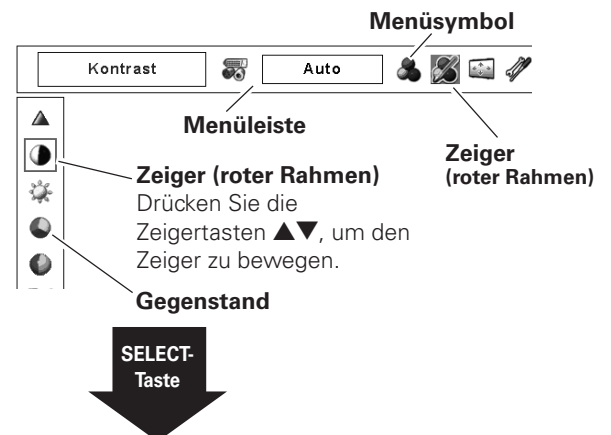 Menüsymbol
Kontrast
Auto
Menüleiste
Zeiger
(roter Rahmen)
Zeiger (roter Rahmen)
Drücken Sie die
Zeigertasten ▲▼, um den
Zeiger zu bewegen.
Gegenstand
SELECT-
Taste